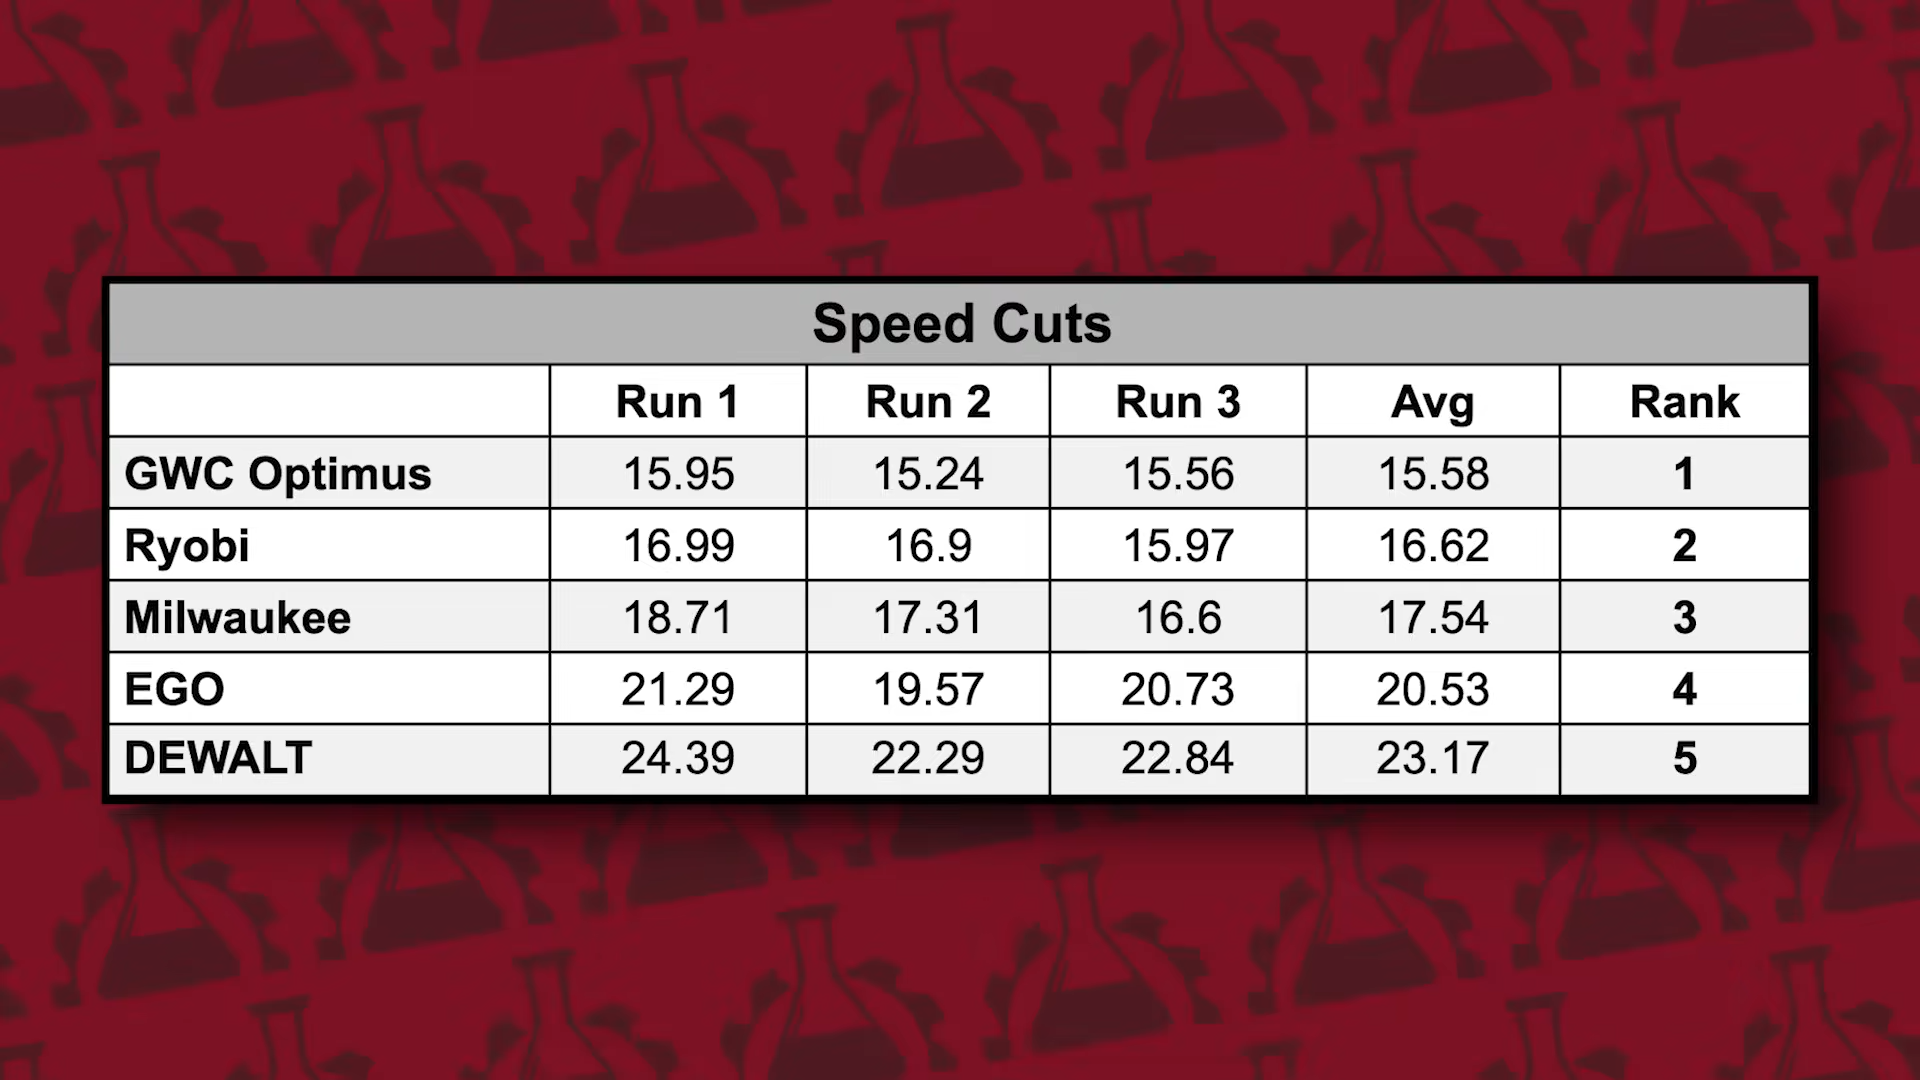 Speed Cuts
Run 1 Run 2 Run 3 Avg Rank
GWC Optimus 15.95 15.24 15.56 15.58 1
Ryobi 16.99 16.9 15.97 16.62 2
Milwaukee 18.71 17.31 16.6 17.54 3
EGO 21.29 19.57 20.73 20.53 4
DEWALT 24.39 22.29 22.84 23.17 5